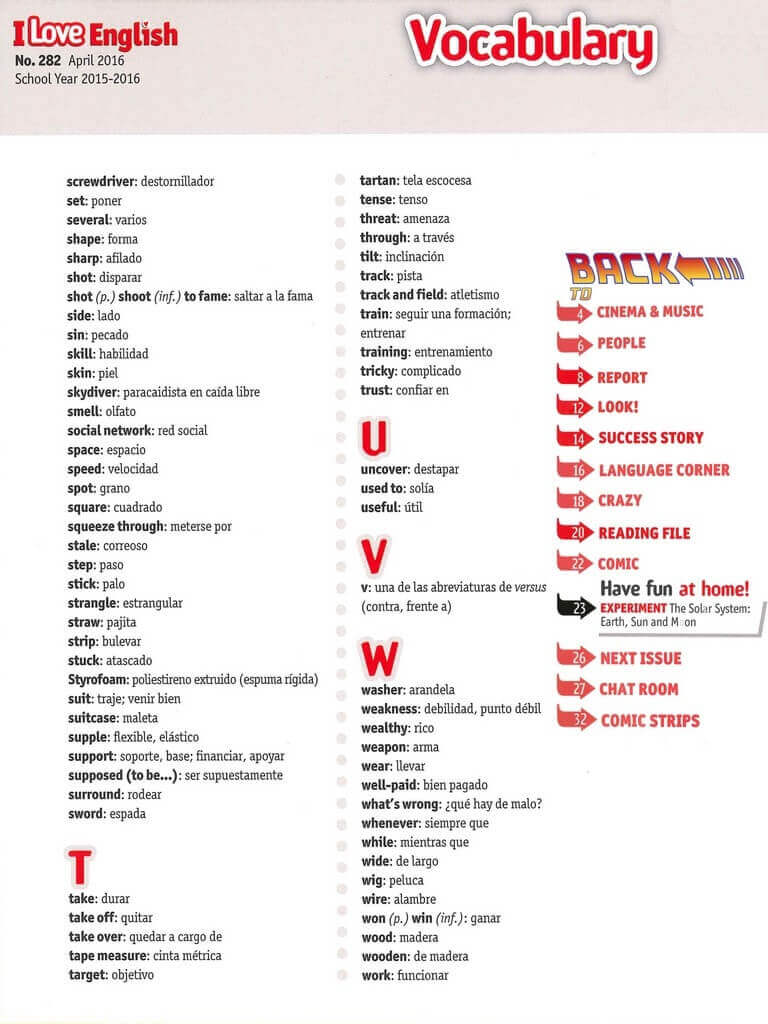 I Love English
No. 282 April 2016
School Year 2015-2016
Vocabulary
screwdriver: destornillador
set: poner
several: varios
shape: forma
sharp: afilado
shot: disparar
shot (p.) shoot (inf.) to fame: saltar a la fama
side: lado
sin: pecado
skill: habilidad
skin: piel
skydiver: paracaidista en caída libre
smell: olfato
social network: red social
space: espacio
speed: velocidad
spot: grano
square: cuadrado
squeeze through: meterse por
stale: correoso
step: paso
stick: palo
strangle: estrangular
straw: pajita
strip: bulevar
stuck: atascado
Styrofoam: poliestireno extruido (espuma rígida)
suit: traje; venir bien
suitcase: maleta
supple: flexible, elástico
support: soporte, base; financiar, apoyar
supposed (to be...): ser supuestamente
surround: rodear
sword: espada
T
take: durar
take off: quitar
take over: quedar a cargo de
tape measure: cinta métrica
target: objetivo
tartan: tela escocesa
tense: tenso
threat: amenaza
through: a través
tilt: inclinación
track: pista
track and field: atletismo
train: seguir una formación;
entrenar
training: entrenamiento
tricky: complicado
trust: confiar en
U
uncover: destapar
used to: solía
useful: útil
V
v: una de las abreviaturas de versus
(contra, frente a)
W
washer: arandela
weakness: debilidad, punto débil
wealthy: rico
weapon: arma
wear: llevar
well-paid: bien pagado
what's wrong: ¿qué hay de malo?
whenever: siempre que
while: mientras que
wide: de largo
wig: peluca
wire: alambre
won (p.) win (inf.): ganar
wood: madera
wooden: de madera
work: funcionar
BACK
TO
4 CINEMA & MUSIC
6 PEOPLE
8 REPORT
12 LOOK!
14 SUCCESS STORY
16 LANGUAGE CORNER
18 CRAZY
20 READING FILE
22 COMIC
Have fun at home!
23 EXPERIMENT The Solar System:
Earth, Sun and Moon
26 NEXT ISSUE
27 CHAT ROOM
32 COMIC STRIPS